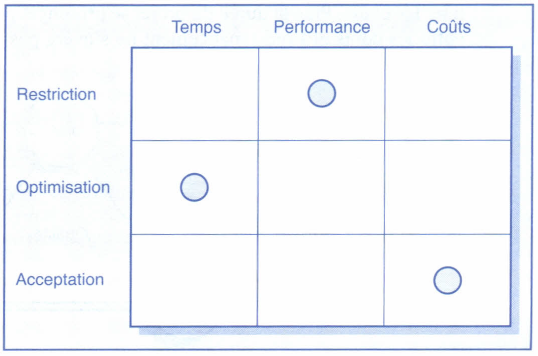 Temps Performance Coûts
Restriction
Optimisation
Acceptation